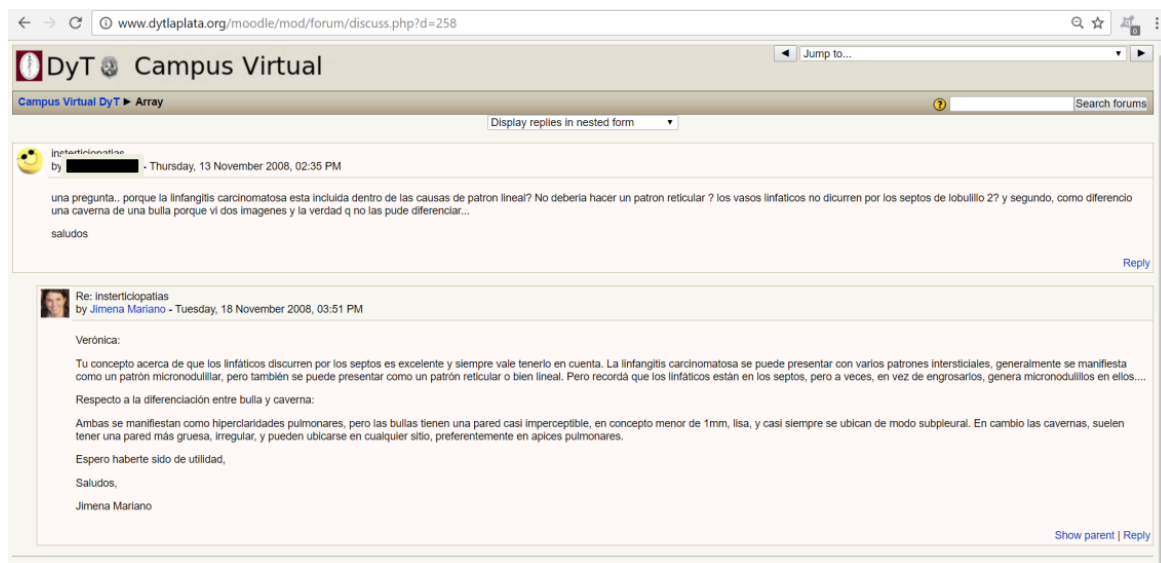 www.dytlaplata.org/moodle/mod/forum/discuss.php?d=258
0
DyT Campus Virtual
Jump to...
Campus Virtual DyT ► Array
Search forums
Display replies in nested form
insterticiopatias
by - Thursday, 13 November 2008, 02:35 PM
una pregunta.. porque la linfangitis carcinomatosa esta incluida dentro de las causas de patron lineal? No deberia hacer un patron reticular ? los vasos linfaticos no dicurren por los septos de lobulillo 2? y segundo, como diferencio
una caverna de una bulla porque vi dos imagenes y la verdad q no las pude diferenciar...
saludos
Reply
Re: insterticiopatias
by Jimena Mariano - Tuesday, 18 November 2008, 03:51 PM
Verónica:
Tu concepto acerca de que los linfáticos discurren por los septos es excelente y siempre vale tenerlo en cuenta. La linfangitis carcinomatosa se puede presentar con varios patrones intersticiales, generalmente se manifiesta
como un patrón micronodulillar, pero también se puede presentar como un patrón reticular o bien lineal. Pero recordá que los linfáticos están en los septos, pero a veces, en vez de engrosarlos, genera micronodulillos en ellos....
Respecto a la diferenciación entre bulla y caverna:
Ambas se manifiestan como hiperclaridades pulmonares, pero las bullas tienen una pared casi imperceptible, en concepto menor de 1mm, lisa, y casi siempre se ubican de modo subpleural. En cambio las cavernas, suelen
tener una pared más gruesa, irregular, y pueden ubicarse en cualquier sitio, preferentemente en apices pulmonares.
Espero haberte sido de utilidad,
Saludos,
Jimena Mariano
Show parent | Reply